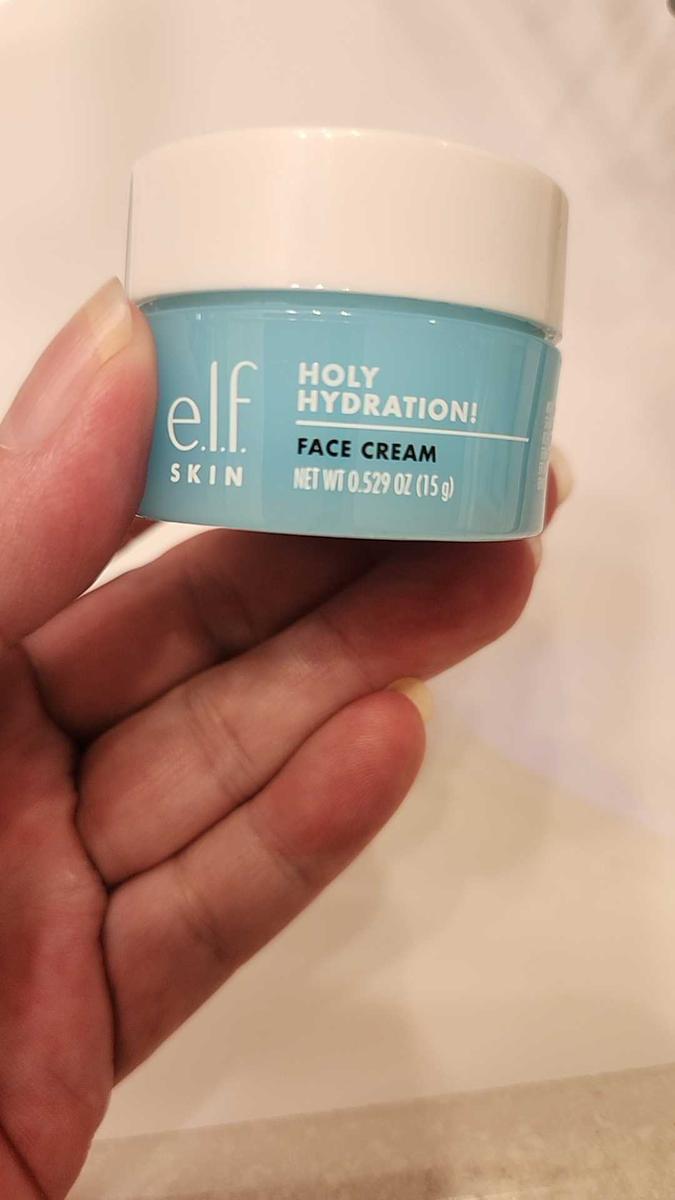 e.l.f.
SKIN
HOLY
HYDRATION!
FACE CREAM
NET WT 0.529 OZ (15 g)